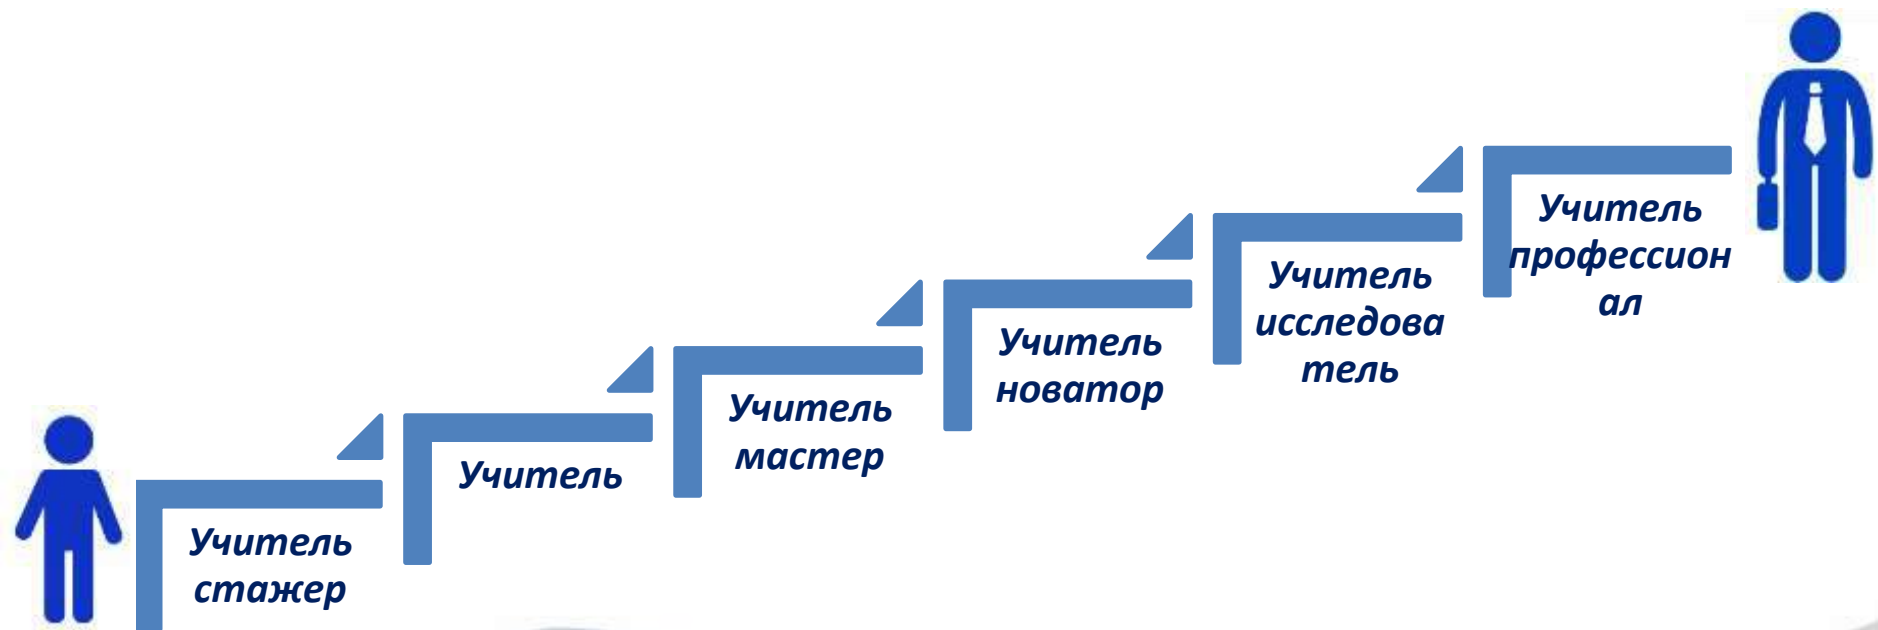 Учитель
стажер
Учитель
Учитель
мастер
Учитель
новатор
Учитель
исследова
тель
Учитель
профессион
ал